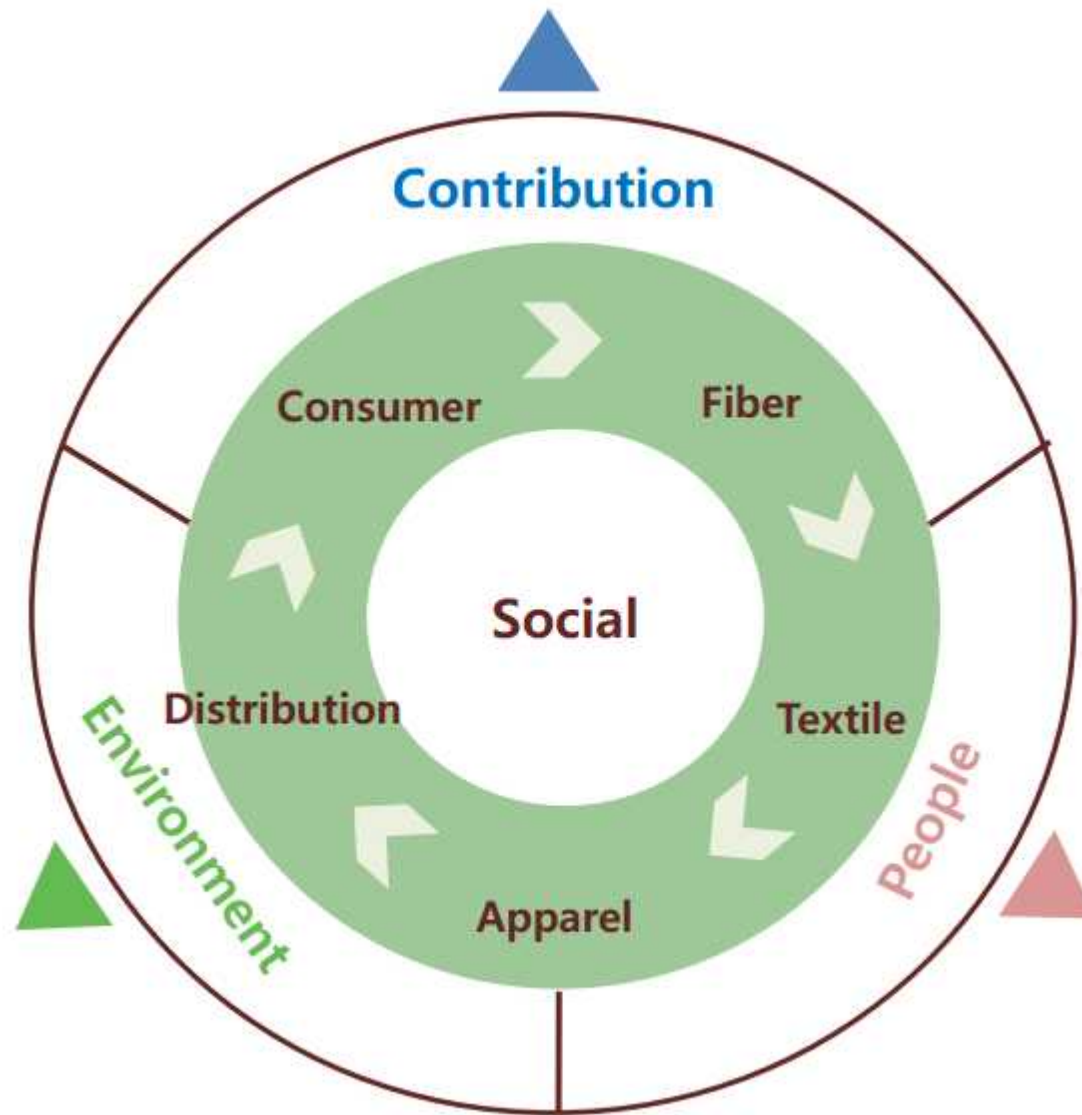 Contribution
Consumer
Fiber
Social
Distribution
Textile
Environment
People
Apparel